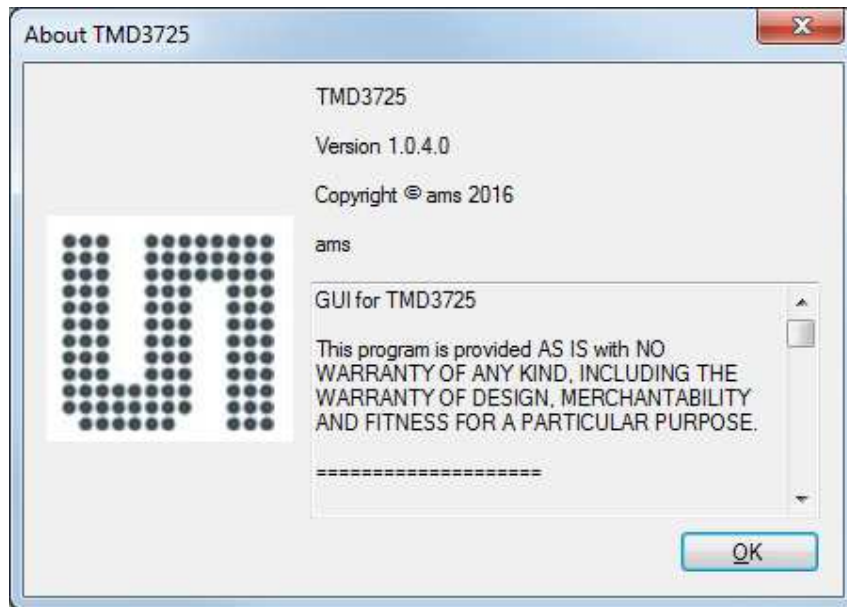 About TMD3725
TMD3725
Version 1.0.4.0
Copyright © ams 2016
ams
GUI for TMD3725
This program is provided AS IS with NO
WARRANTY OF ANY KIND, INCLUDING THE
WARRANTY OF DESIGN, MERCHANTABILITY
AND FITNESS FOR A PARTICULAR PURPOSE.
====================
OK